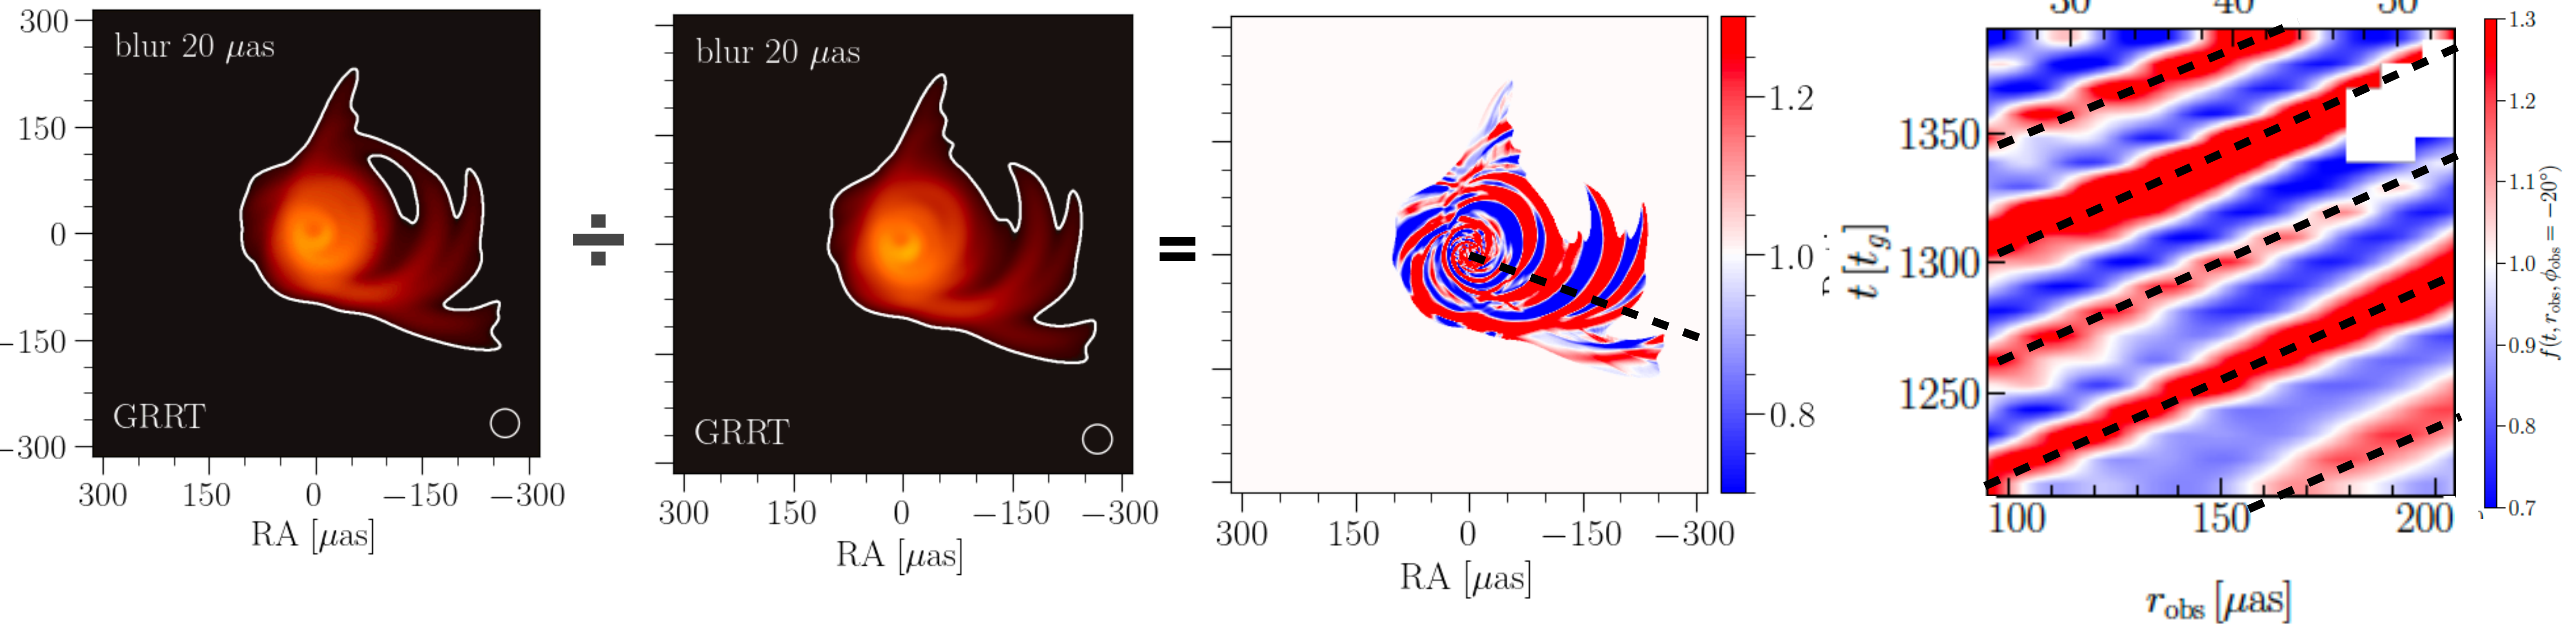 300
150
0
−150
−300
blur 20 μas
GRRT
300 150 0 −150 −300
RA [μas]
÷
blur 20 μas
GRRT
300 150 0 −150 −300
RA [μas]
=
300 150 0 −150 −300
RA [μas]
1.2
1.0
0.8
t [t_g]
1350
1300
1250
100 150 200
r_obs [μas]
1.3
1.2
1.1
1.0
0.9
0.8
0.7
f(t, r_obs, ϕ_obs = −20°)